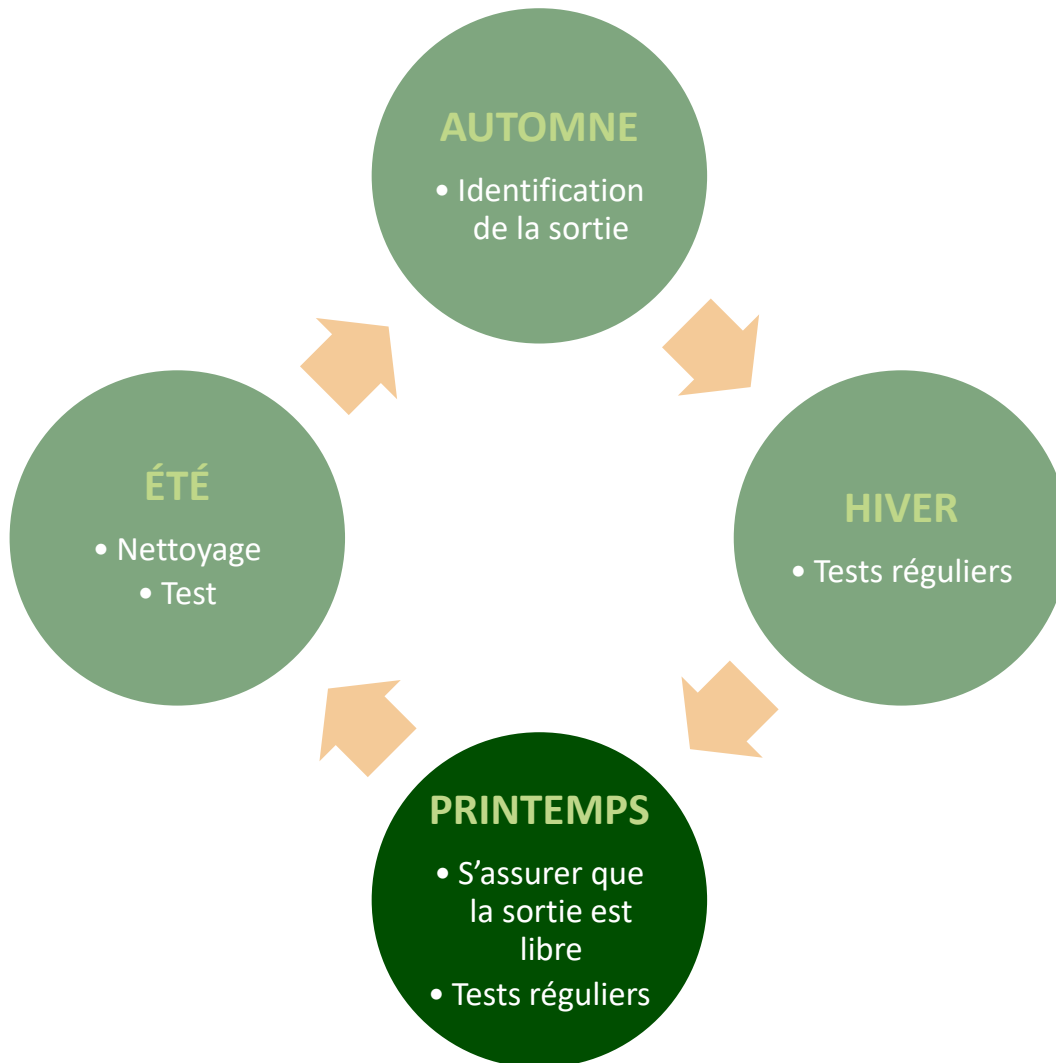 AUTOMNE
• Identification
de la sortie
ÉTÉ
• Nettoyage
• Test
HIVER
• Tests réguliers
PRINTEMPS
• S’assurer que
la sortie est
libre
• Tests réguliers